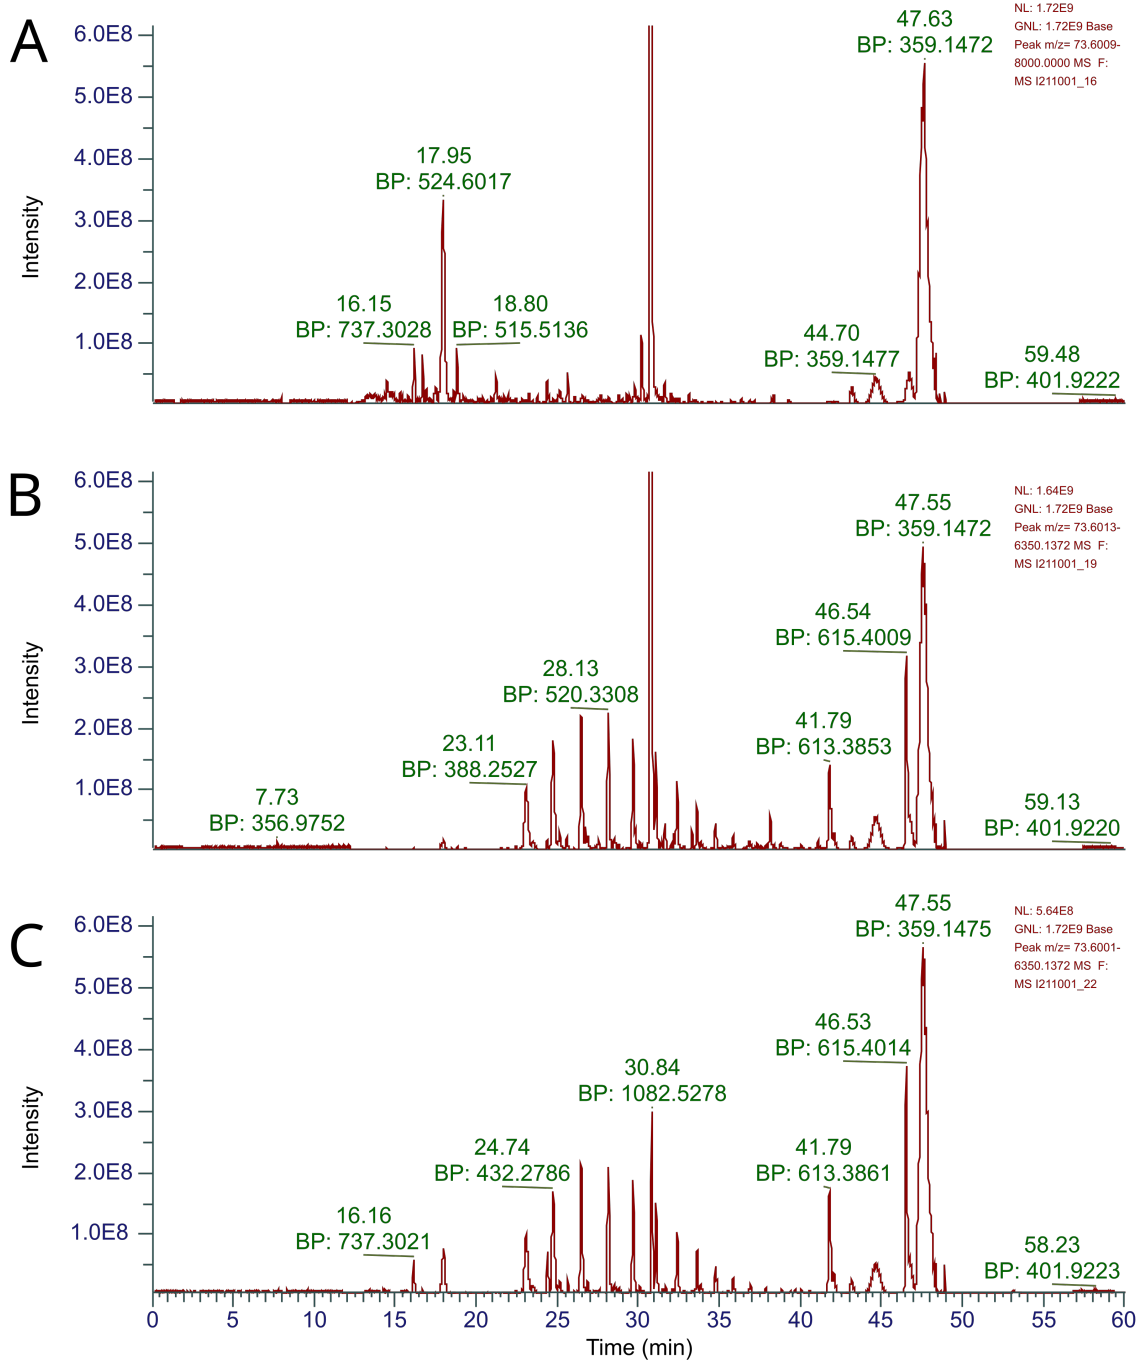 A
6.0E8
5.0E8
4.0E8
3.0E8
2.0E8
1.0E8
Intensity
47.63
BP: 359.1472
17.95
BP: 524.6017
16.15
BP: 737.3028
18.80
BP: 515.5136
44.70
BP: 359.1477
59.48
BP: 401.9222
NL: 1.72E9
GNL: 1.72E9 Base
Peak m/z= 73.6009-
8000.0000 MS F:
MS I211001_16
B
6.0E8
5.0E8
4.0E8
3.0E8
2.0E8
1.0E8
Intensity
47.55
BP: 359.1472
46.54
BP: 615.4009
28.13
BP: 520.3308
41.79
BP: 613.3853
23.11
BP: 388.2527
7.73
BP: 356.9752
59.13
BP: 401.9220
NL: 1.64E9
GNL: 1.72E9 Base
Peak m/z= 73.6013-
6350.1372 MS F:
MS I211001_19
C
6.0E8
5.0E8
4.0E8
3.0E8
2.0E8
1.0E8
Intensity
47.55
BP: 359.1475
46.53
BP: 615.4014
30.84
BP: 1082.5278
24.74
BP: 432.2786
41.79
BP: 613.3861
16.16
BP: 737.3021
58.23
BP: 401.9223
NL: 5.64E8
GNL: 1.72E9 Base
Peak m/z= 73.6001-
6350.1372 MS F:
MS I211001_22
0 5 10 15 20 25 30 35 40 45 50 55 60
Time (min)